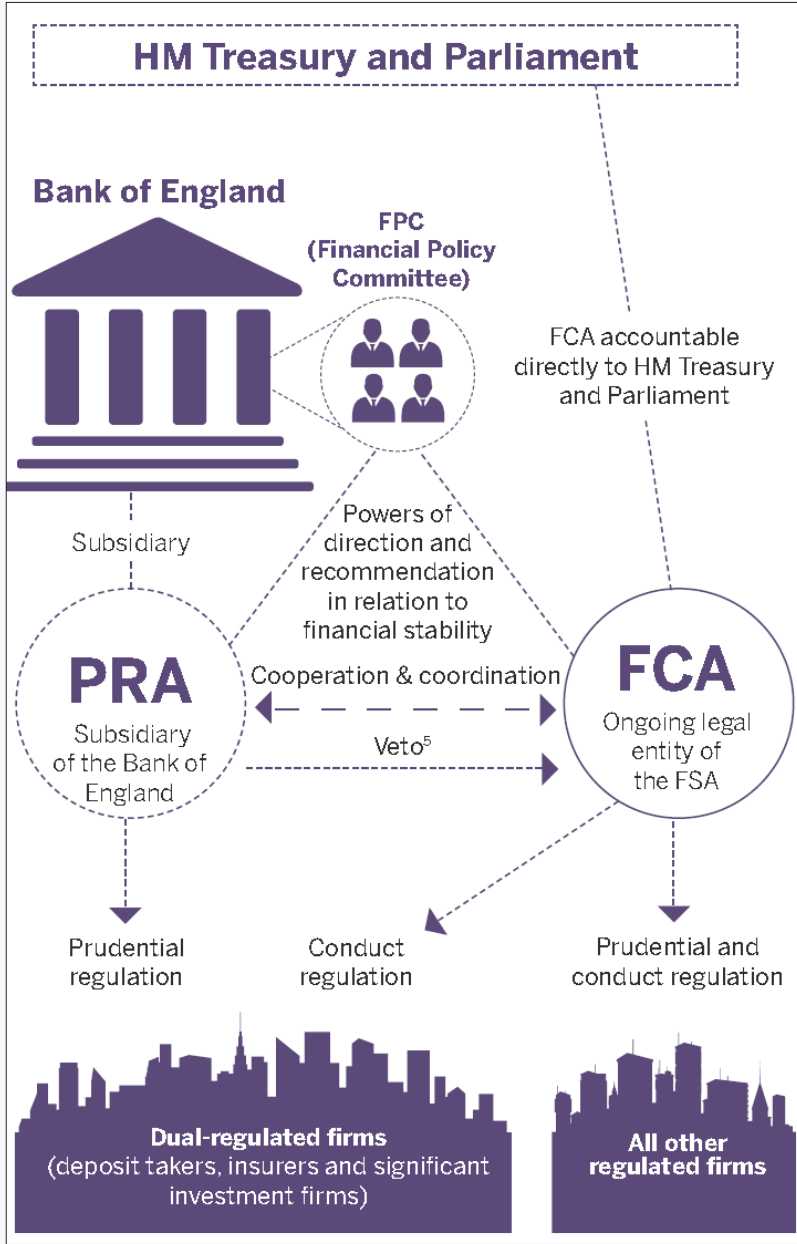 HM Treasury and Parliament
Bank of England
FPC
(Financial Policy
Committee)
FCA accountable
directly to HM Treasury
and Parliament
Subsidiary
Powers of
direction and
recommendation
in relation to
financial stability
PRA
Subsidiary
of the Bank of
England
Cooperation & coordination
Veto⁵
FCA
Ongoing legal
entity of
the FSA
Prudential
regulation
Conduct
regulation
Prudential and
conduct regulation
Dual-regulated firms
(deposit takers, insurers and significant
investment firms)
All other
regulated firms